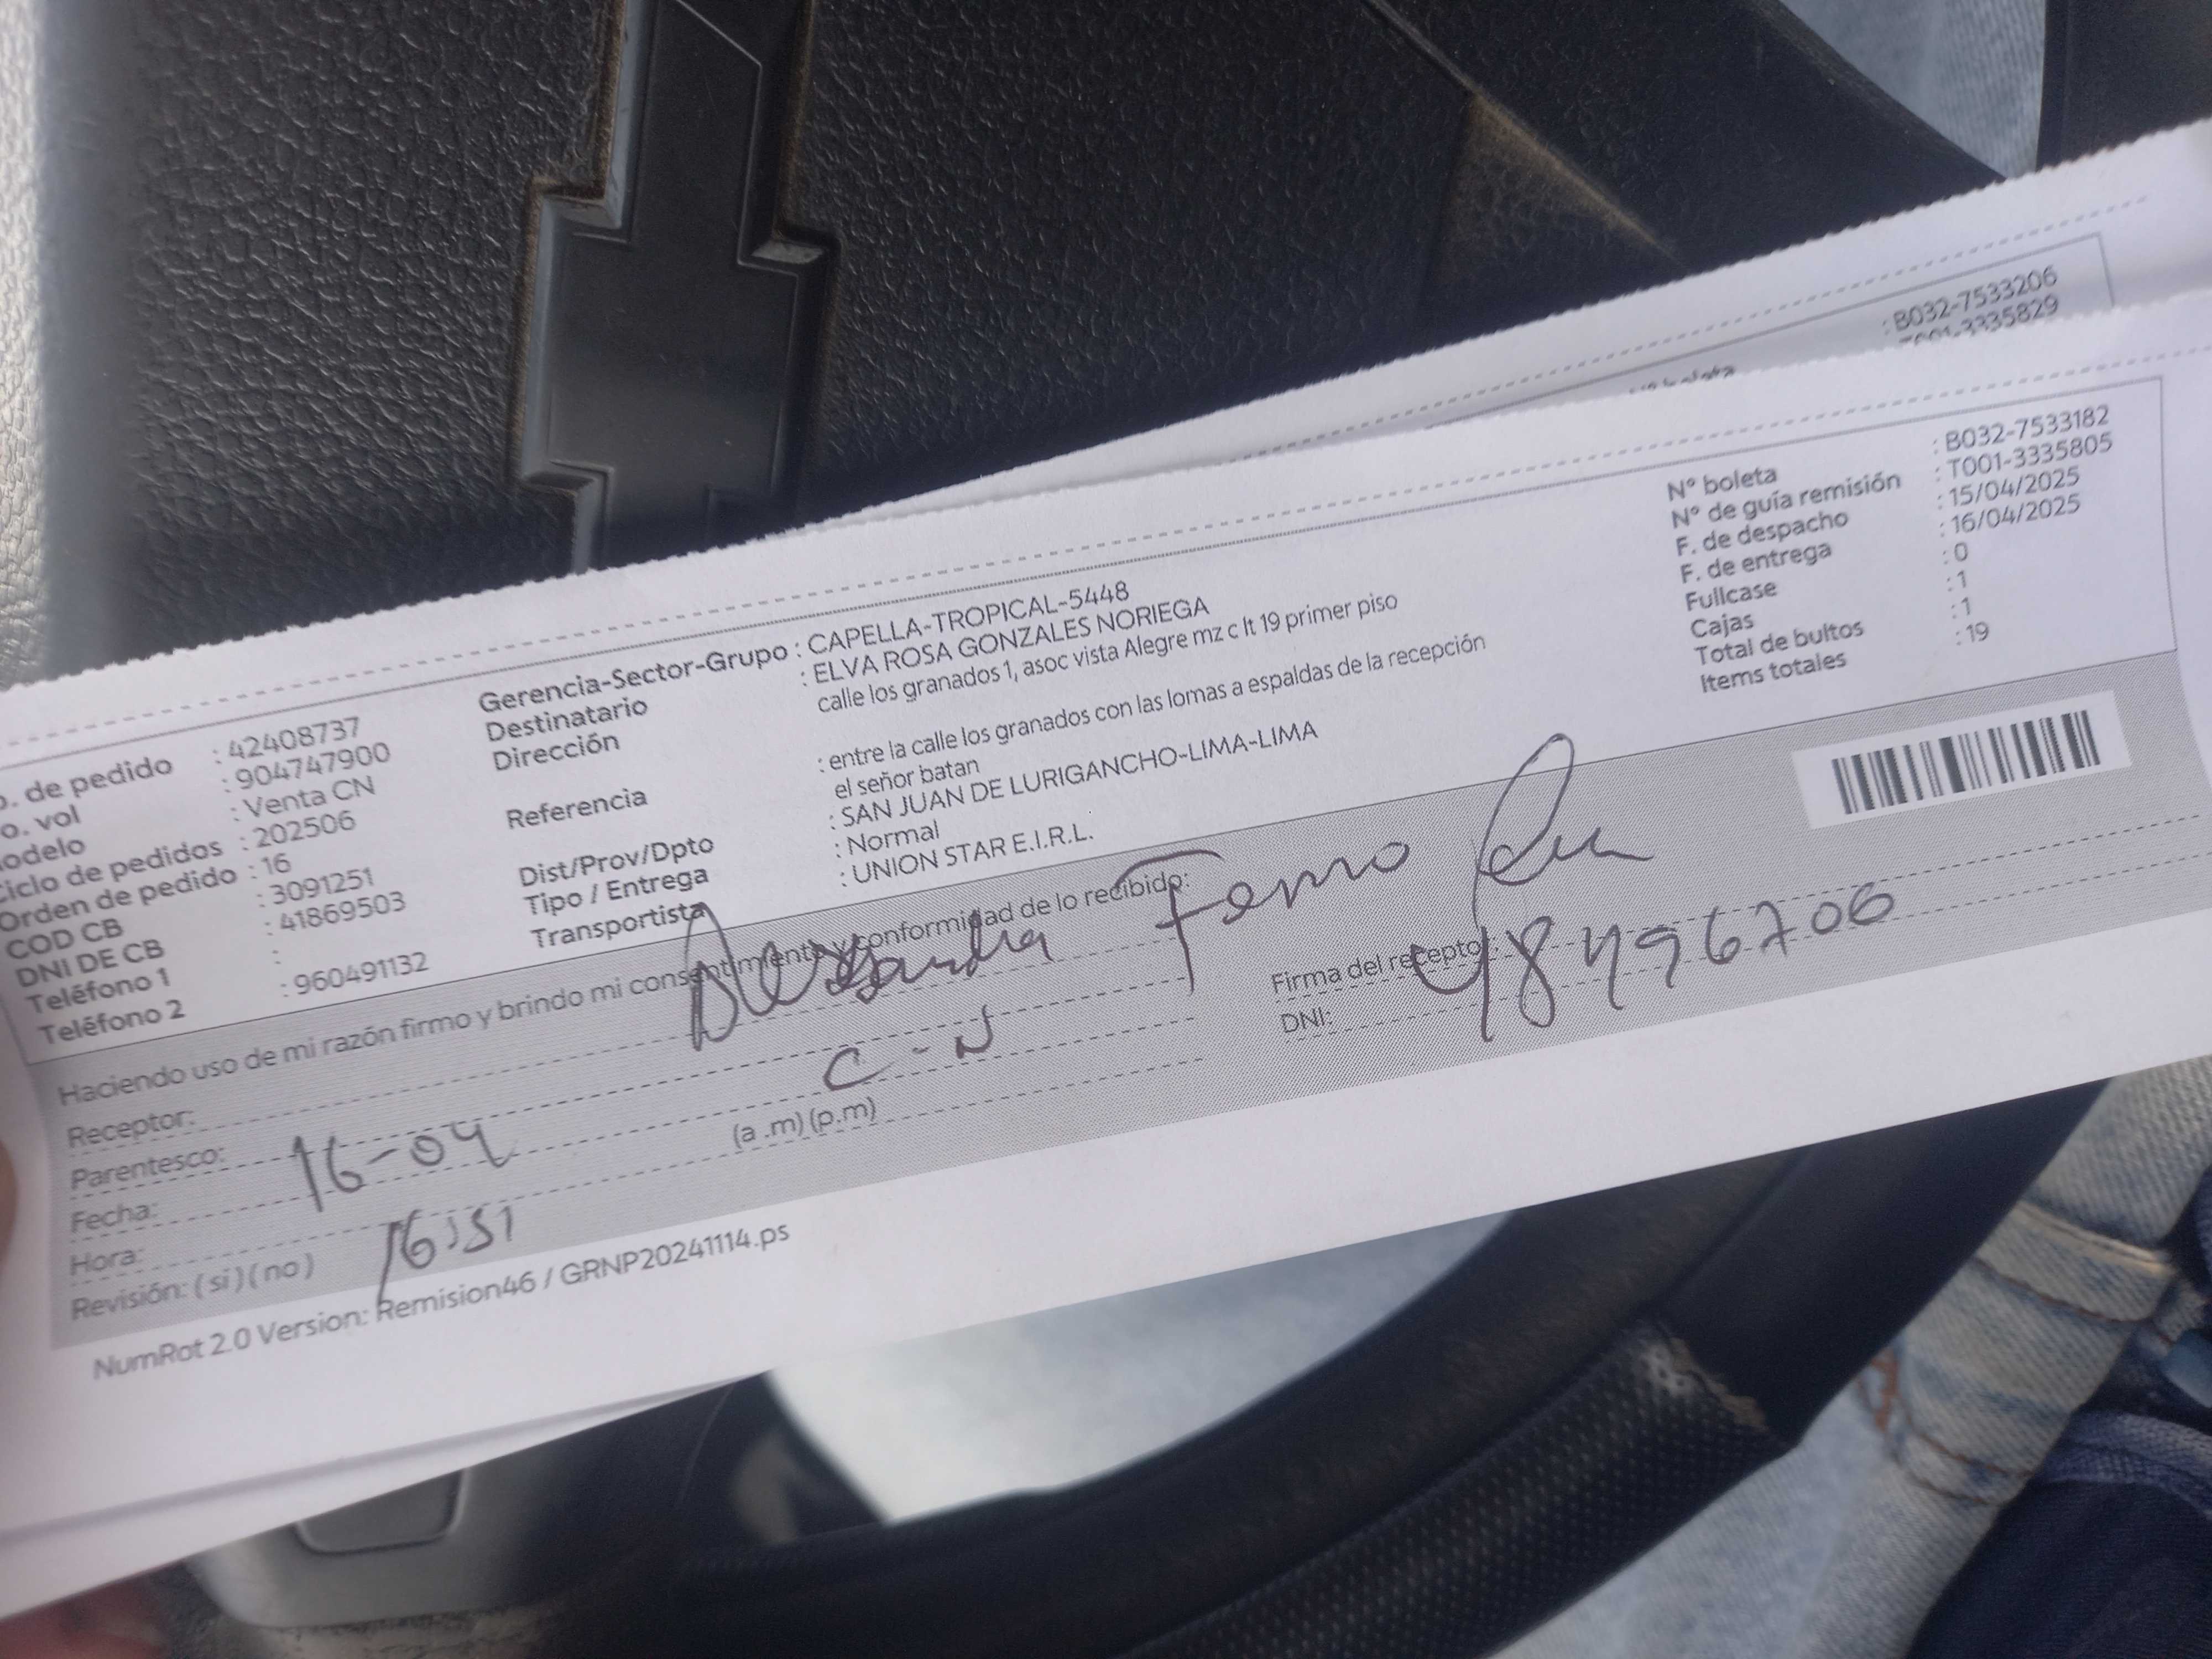 : B032-7533206
T001-3335829
Nº boleta
Nº boleta : B032-7533182
Nº de guía remisión : T001-3335805
F. de despacho : 15/04/2025
F. de entrega : 16/04/2025
Fullcase : 0
Cajas : 1
Total de bultos : 1
Items totales : 19
o. de pedido : 42408737
o. vol : 904747900
odelo : Venta CN
Ciclo de pedidos : 202506
Orden de pedido : 16
COD CB : 3091251
DNI DE CB : 41869503
Teléfono 1 :
Teléfono 2 : 960491132
Gerencia-Sector-Grupo : CAPELLA-TROPICAL-5448
Destinatario : ELVA ROSA GONZALES NORIEGA
Dirección calle los granados 1, asoc vista Alegre mz c lt 19 primer piso
Referencia : entre la calle los granados con las lomas a espaldas de la recepción
el señor batan
Dist/Prov/Dpto : SAN JUAN DE LURIGANCHO-LIMA-LIMA
Tipo / Entrega : Normal
Transportista : UNION STAR E.I.R.L.
Haciendo uso de mi razón firmo y brindo mi consentimiento y conformidad de lo recibido:
Receptor:
Parentesco: C-N
Fecha: 16-04
Hora: (a .m) (p.m)
Revisión: ( si ) ( no ) 16:51
Firma del receptor:
DNI: 48496706
NumRot 2.0 Version: Remision46 / GRNP20241114.ps